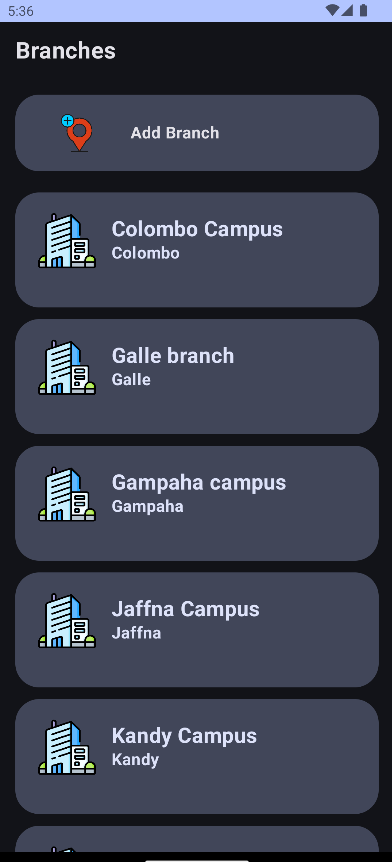 5:36
Branches
Add Branch
Colombo Campus
Colombo
Galle branch
Galle
Gampaha campus
Gampaha
Jaffna Campus
Jaffna
Kandy Campus
Kandy